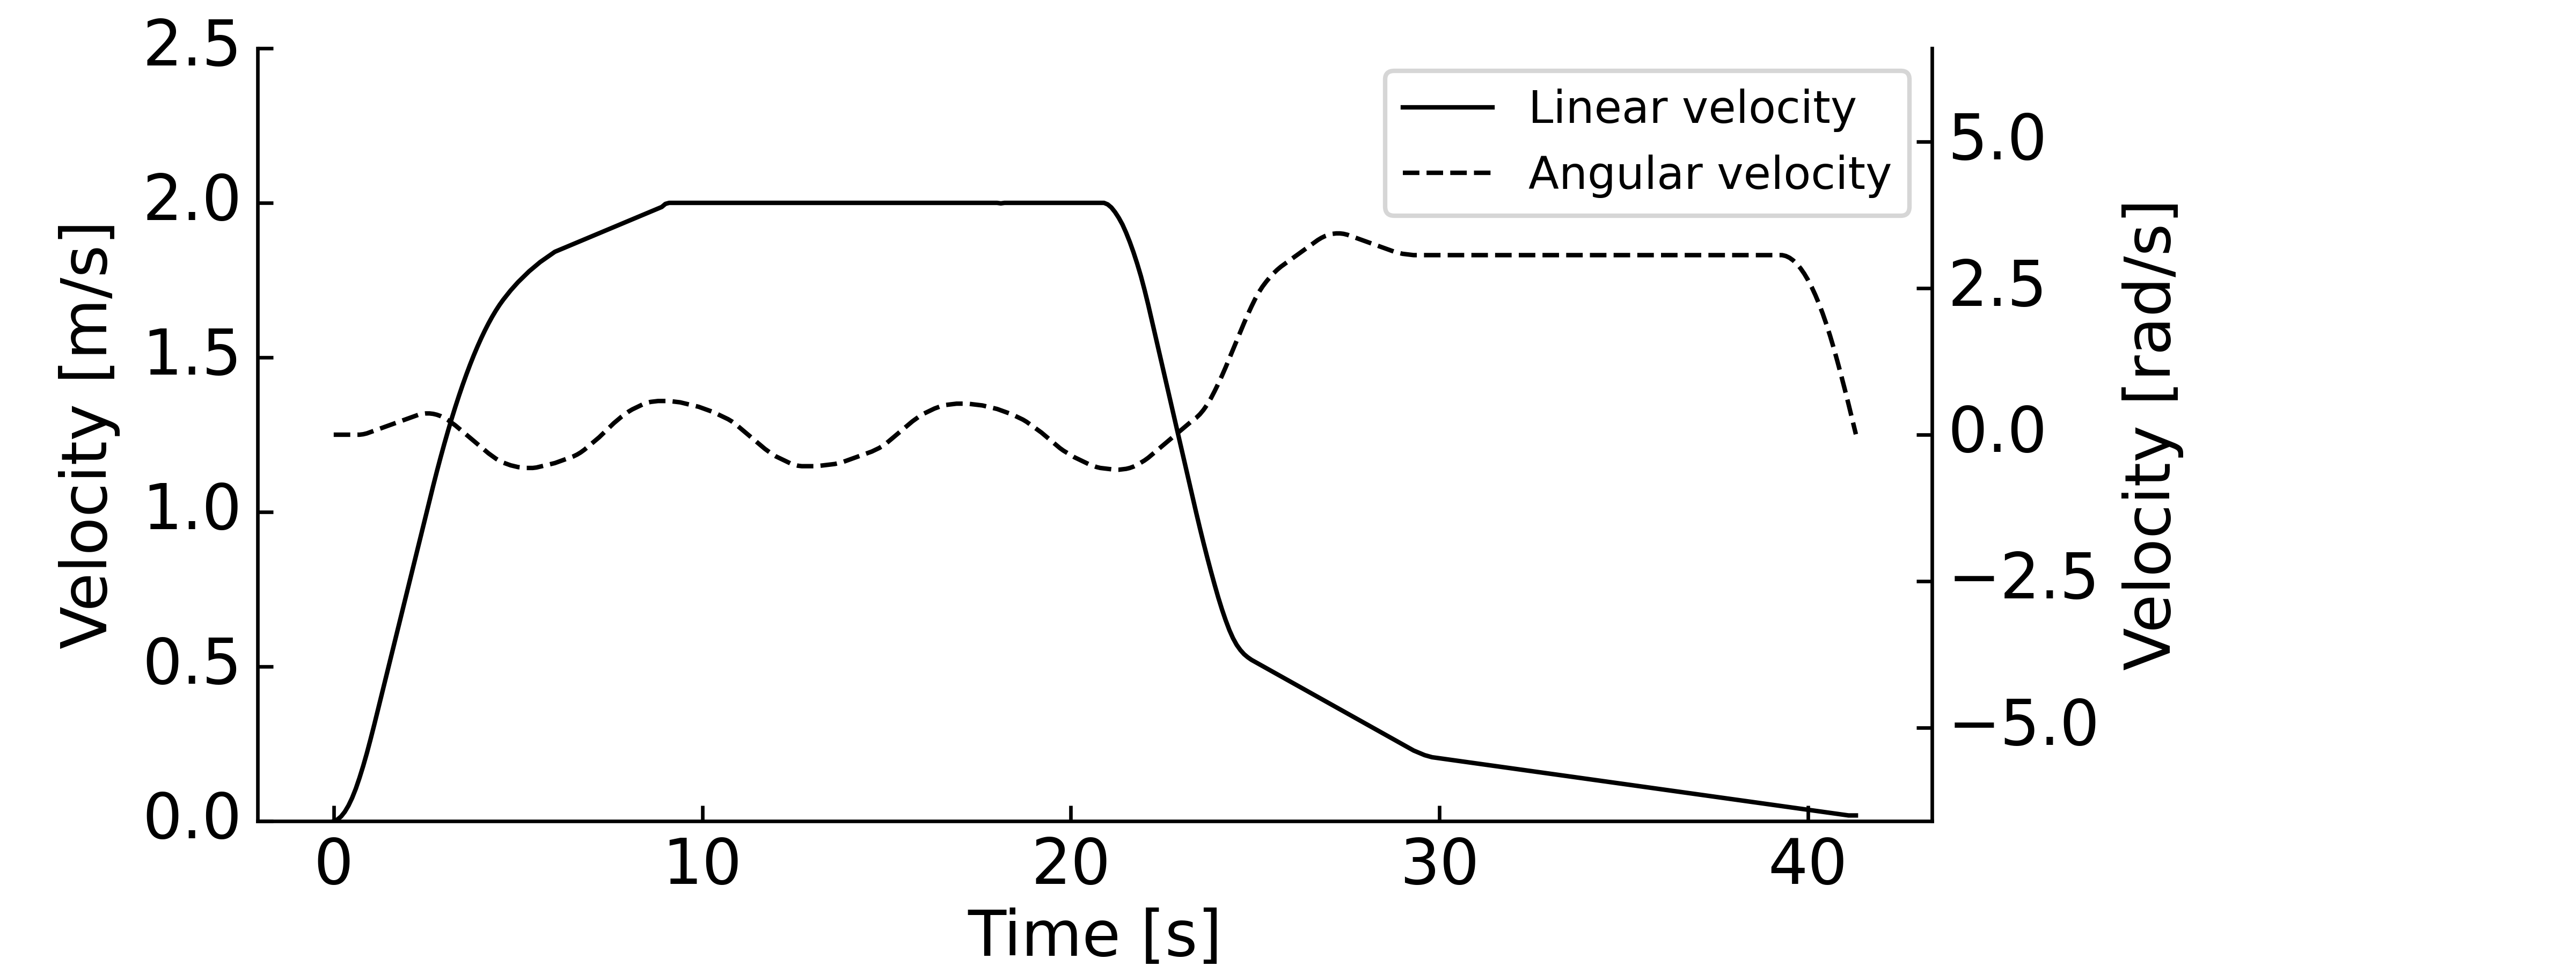 2.5
2.0
1.5
1.0
0.5
0.0
Velocity [m/s]
Linear velocity
Angular velocity
5.0
2.5
0.0
−2.5
−5.0
Velocity [rad/s]
0 10 20 30 40
Time [s]